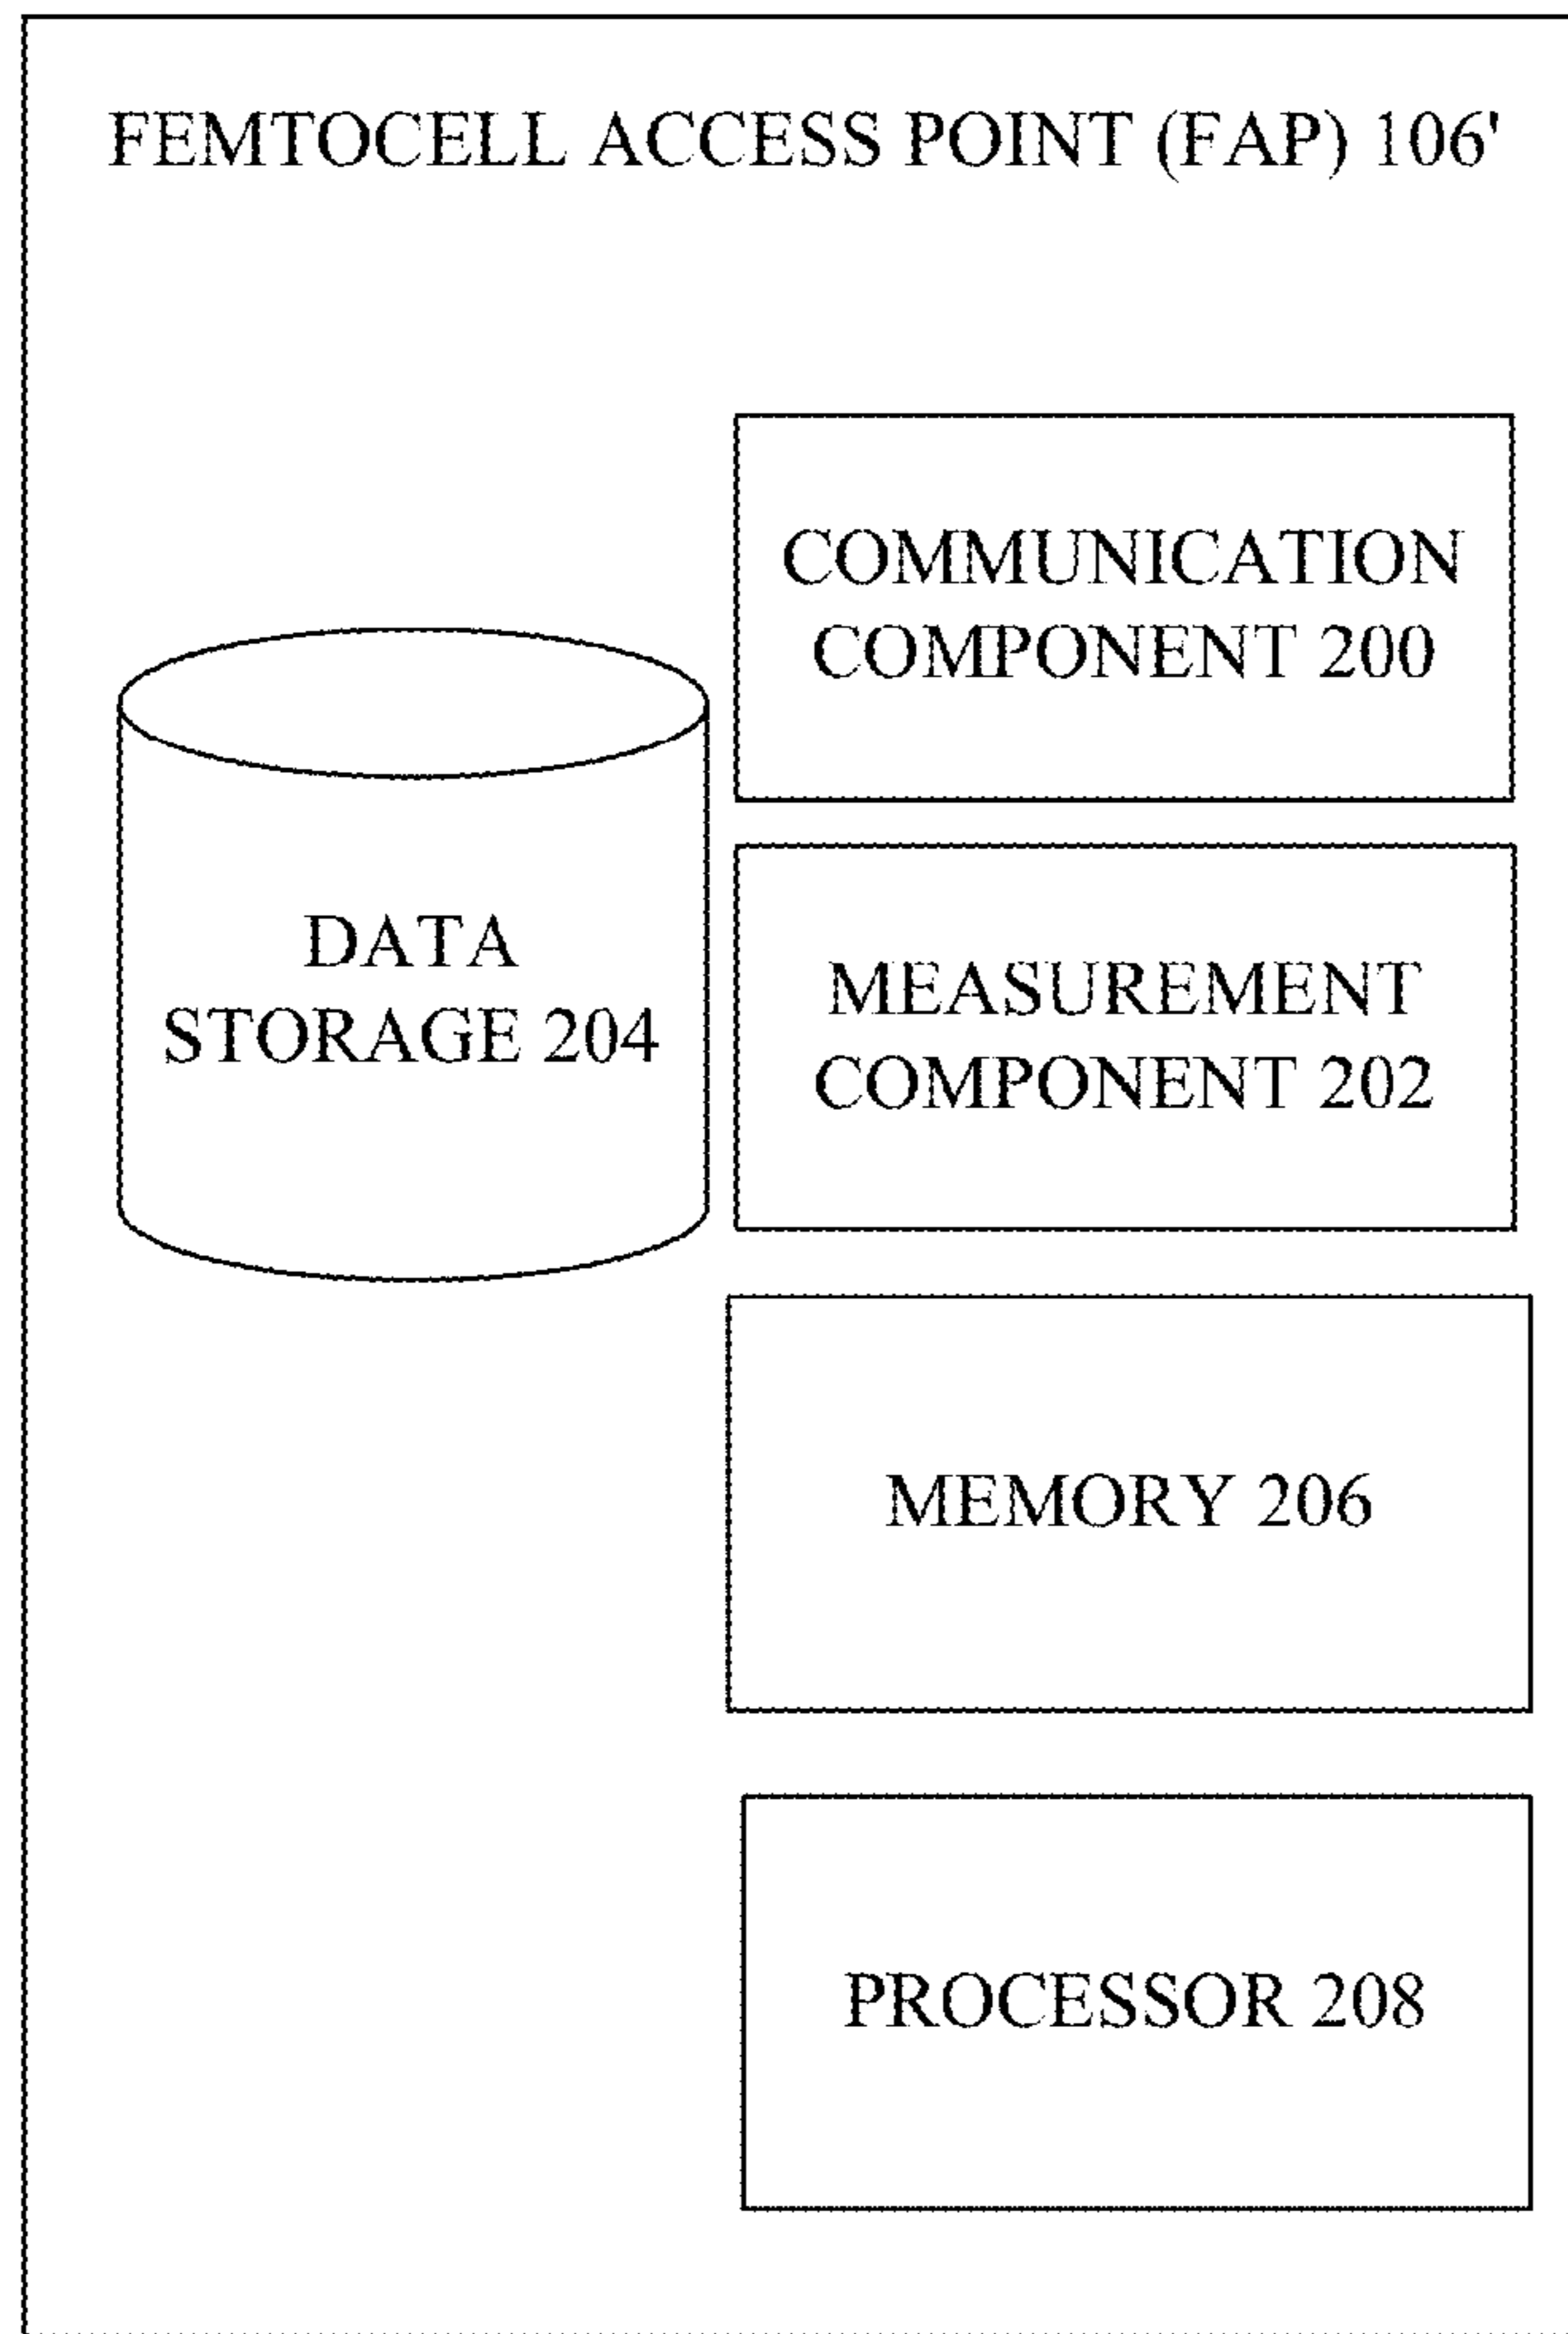 FEMTOCELL ACCESS POINT (FAP) 106'
COMMUNICATION
COMPONENT 200
DATA
STORAGE 204
MEASUREMENT
COMPONENT 202
MEMORY 206
PROCESSOR 208